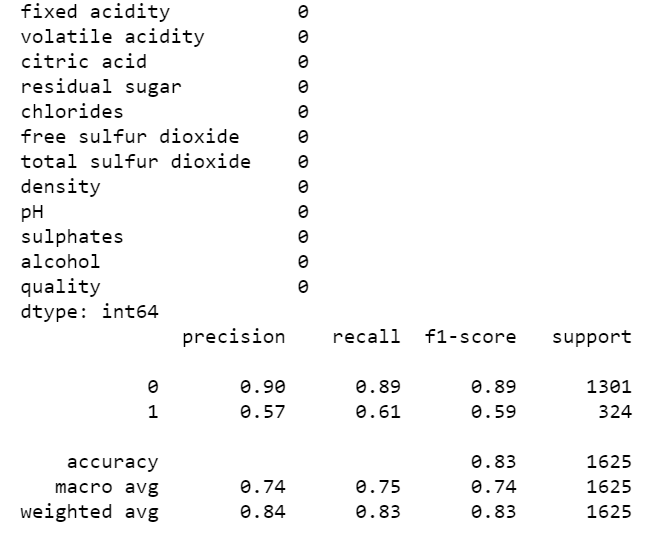 fixed acidity 0
volatile acidity 0
citric acid 0
residual sugar 0
chlorides 0
free sulfur dioxide 0
total sulfur dioxide 0
density 0
pH 0
sulphates 0
alcohol 0
quality 0
dtype: int64
precision recall f1-score support
0 0.90 0.89 0.89 1301
1 0.57 0.61 0.59 324
accuracy 0.83 1625
macro avg 0.74 0.75 0.74 1625
weighted avg 0.84 0.83 0.83 1625